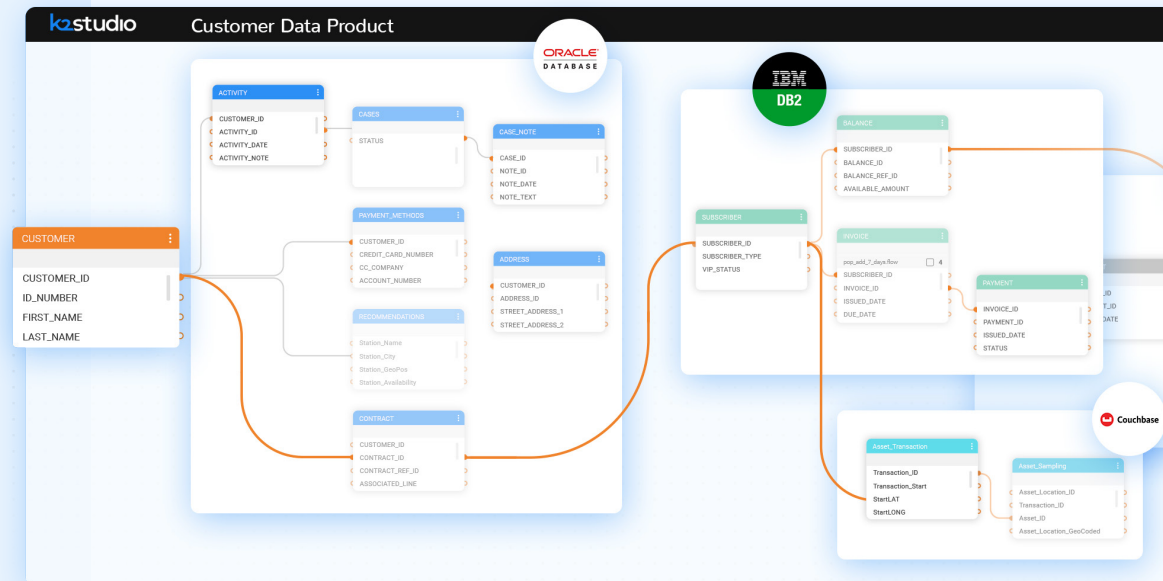 k2studio
Customer Data Product
ORACLE
DATABASE
IBM
DB2
CUSTOMER
CUSTOMER_ID
ID_NUMBER
FIRST_NAME
LAST_NAME
ACTIVITY
CUSTOMER_ID
ACTIVITY_ID
ACTIVITY_DATE
ACTIVITY_NOTE
CASES
STATUS
CASE_NOTE
CASE_ID
NOTE_ID
NOTE_DATE
NOTE_TEXT
PAYMENT_METHODS
CUSTOMER_ID
CREDIT_CARD_NUMBER
CC_COMPANY
ACCOUNT_NUMBER
ADDRESS
CUSTOMER_ID
ADDRESS_ID
STREET_ADDRESS_1
STREET_ADDRESS_2
RECOMMENDATIONS
Station_Name
Station_City
Station_GeoPos
Station_Availability
CONTRACT
CUSTOMER_ID
CONTRACT_ID
CONTRACT_REF_ID
ASSOCIATED_LINE
SUBSCRIBER
SUBSCRIBER_ID
SUBSCRIBER_TYPE
VIP_STATUS
BALANCE
SUBSCRIBER_ID
BALANCE_ID
BALANCE_REF_ID
AVAILABLE_AMOUNT
INVOICE
pop_add_7_days.flow 4
SUBSCRIBER_ID
INVOICE_ID
ISSUED_DATE
DUE_DATE
PAYMENT
INVOICE_ID
PAYMENT_ID
ISSUED_DATE
STATUS
Couchbase
Asset_Transaction
Transaction_ID
Transaction_Start
StartLAT
StartLONG
Asset_Sampling
Asset_Location_ID
Transaction_ID
Asset_ID
Asset_Location_GeoCoded